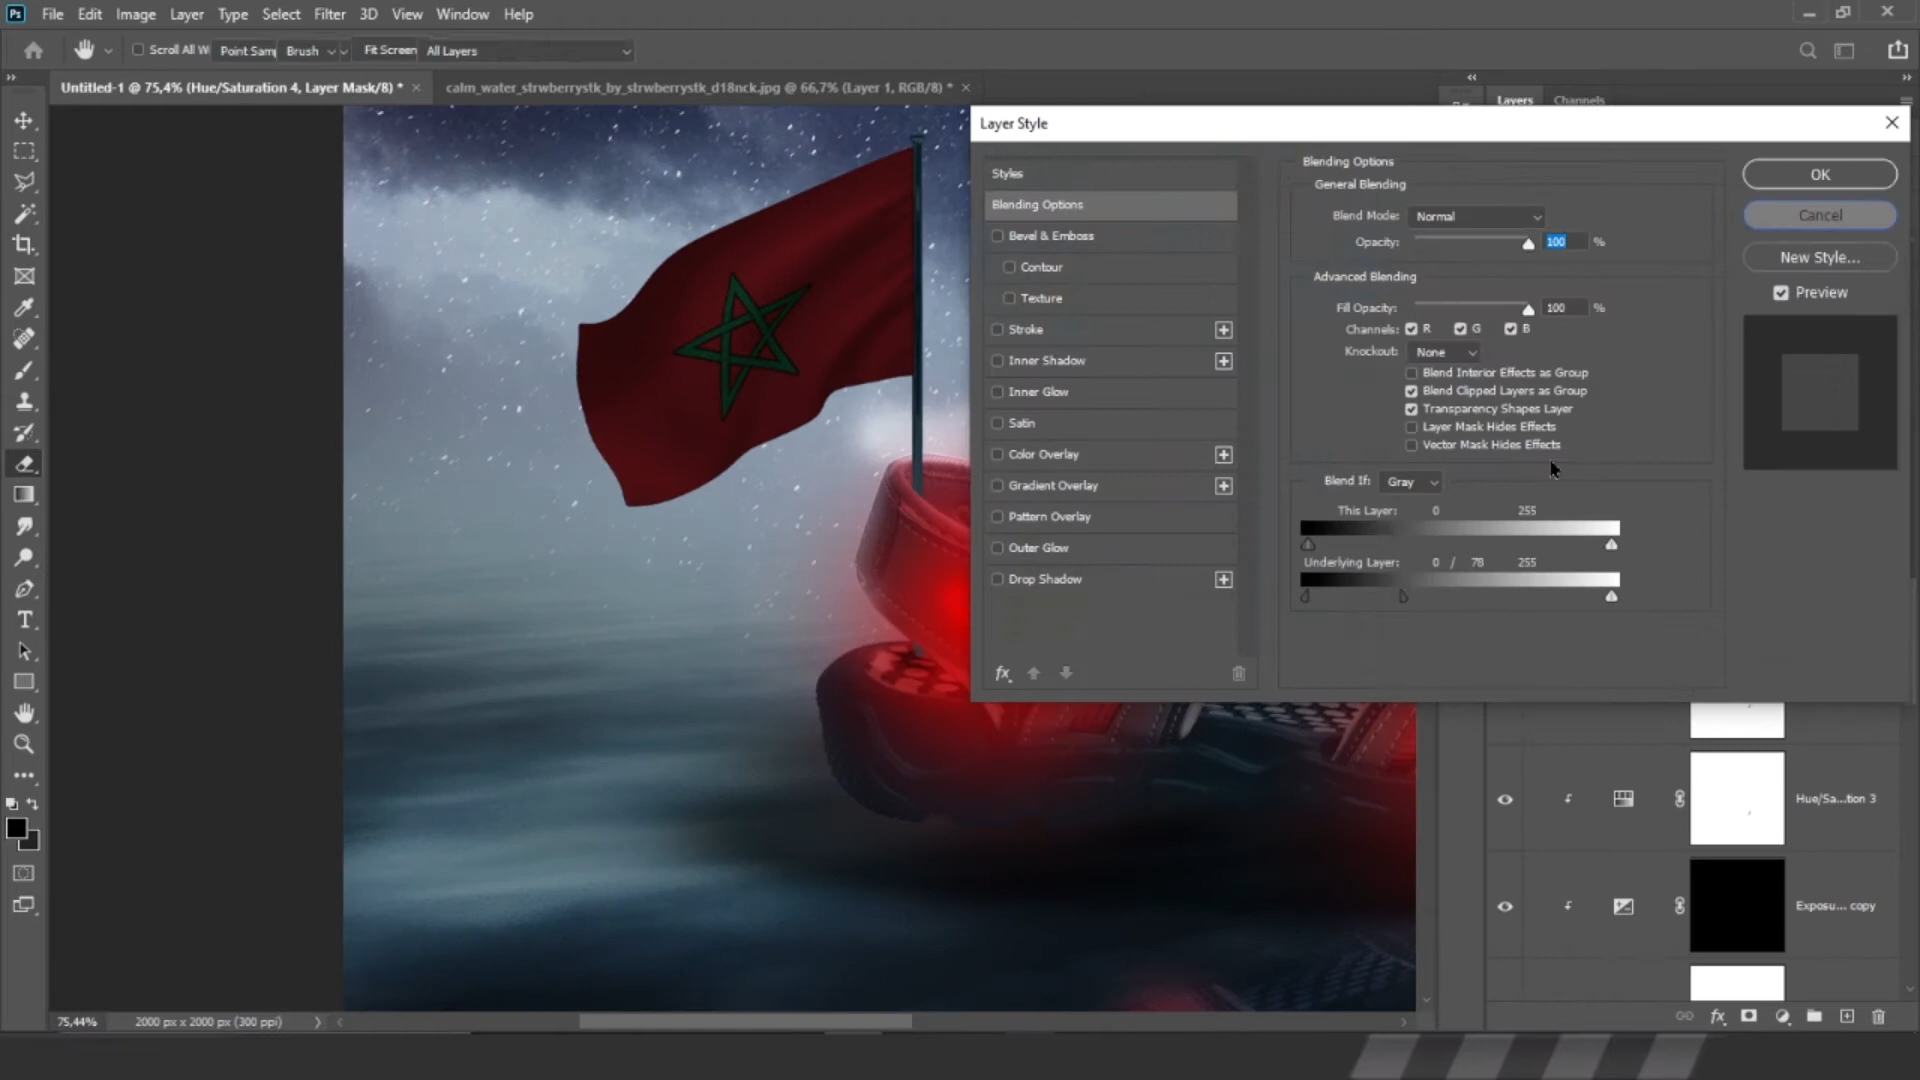 Ps File Edit Image Layer Type Select Filter 3D View Window Help
Scroll All W Point Sam Brush Fit Screen All Layers
Untitled-1 @ 75,4% (Hue/Saturation 4, Layer Mask/8) * ×
calm_water_strwberrystk_by_strwberrystk_d18nck.jpg @ 66,7% (Layer 1, RGB/8) * ×
Layers Channels
Layer Style
Styles
Blending Options
Bevel & Emboss
Contour
Texture
Stroke
Inner Shadow
Inner Glow
Satin
Color Overlay
Gradient Overlay
Pattern Overlay
Outer Glow
Drop Shadow
fx
Blending Options
General Blending
Blend Mode: Normal
Opacity: 100 %
Advanced Blending
Fill Opacity: 100 %
Channels: R G B
Knockout: None
Blend Interior Effects as Group
Blend Clipped Layers as Group
Transparency Shapes Layer
Layer Mask Hides Effects
Vector Mask Hides Effects
Blend If: Gray
This Layer: 0 255
Underlying Layer: 0 / 78 255
OK
Cancel
New Style...
Preview
Hue/Sa...tion 3
Exposu... copy
fx
75,44% 2000 px x 2000 px (300 ppi)